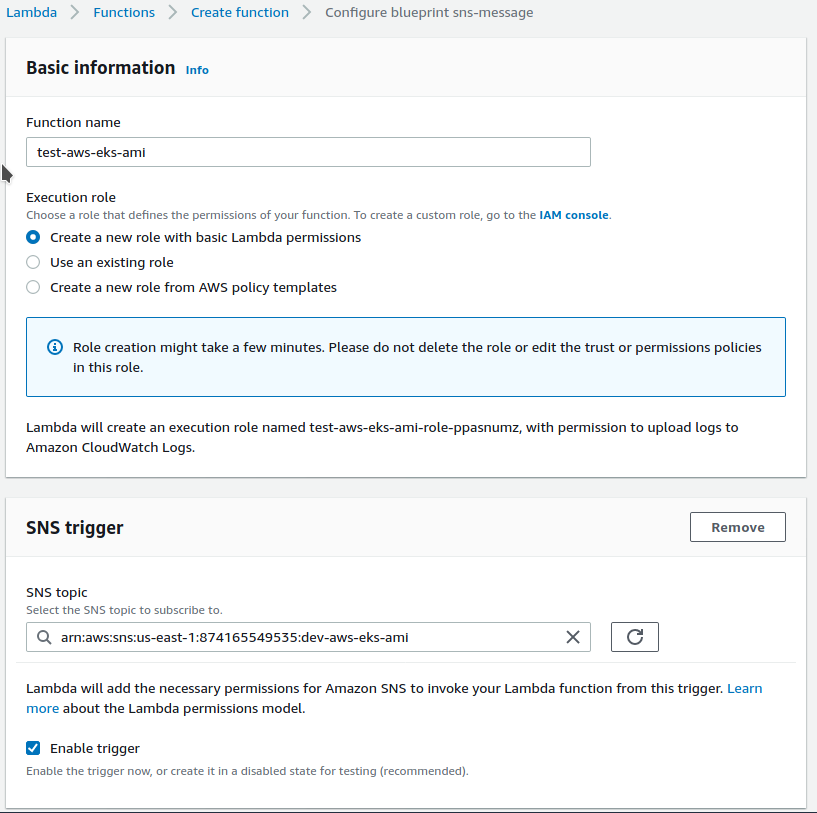 Lambda > Functions > Create function > Configure blueprint sns-message
Basic information Info
Function name
test-aws-eks-ami
Execution role
Choose a role that defines the permissions of your function. To create a custom role, go to the IAM console.
Create a new role with basic Lambda permissions
Use an existing role
Create a new role from AWS policy templates
Role creation might take a few minutes. Please do not delete the role or edit the trust or permissions policies
in this role.
Lambda will create an execution role named test-aws-eks-ami-role-ppasnumz, with permission to upload logs to
Amazon CloudWatch Logs.
SNS trigger
Remove
SNS topic
Select the SNS topic to subscribe to.
arn:aws:sns:us-east-1:874165549535:dev-aws-eks-ami
Lambda will add the necessary permissions for Amazon SNS to invoke your Lambda function from this trigger. Learn
more about the Lambda permissions model.
Enable trigger
Enable the trigger now, or create it in a disabled state for testing (recommended).